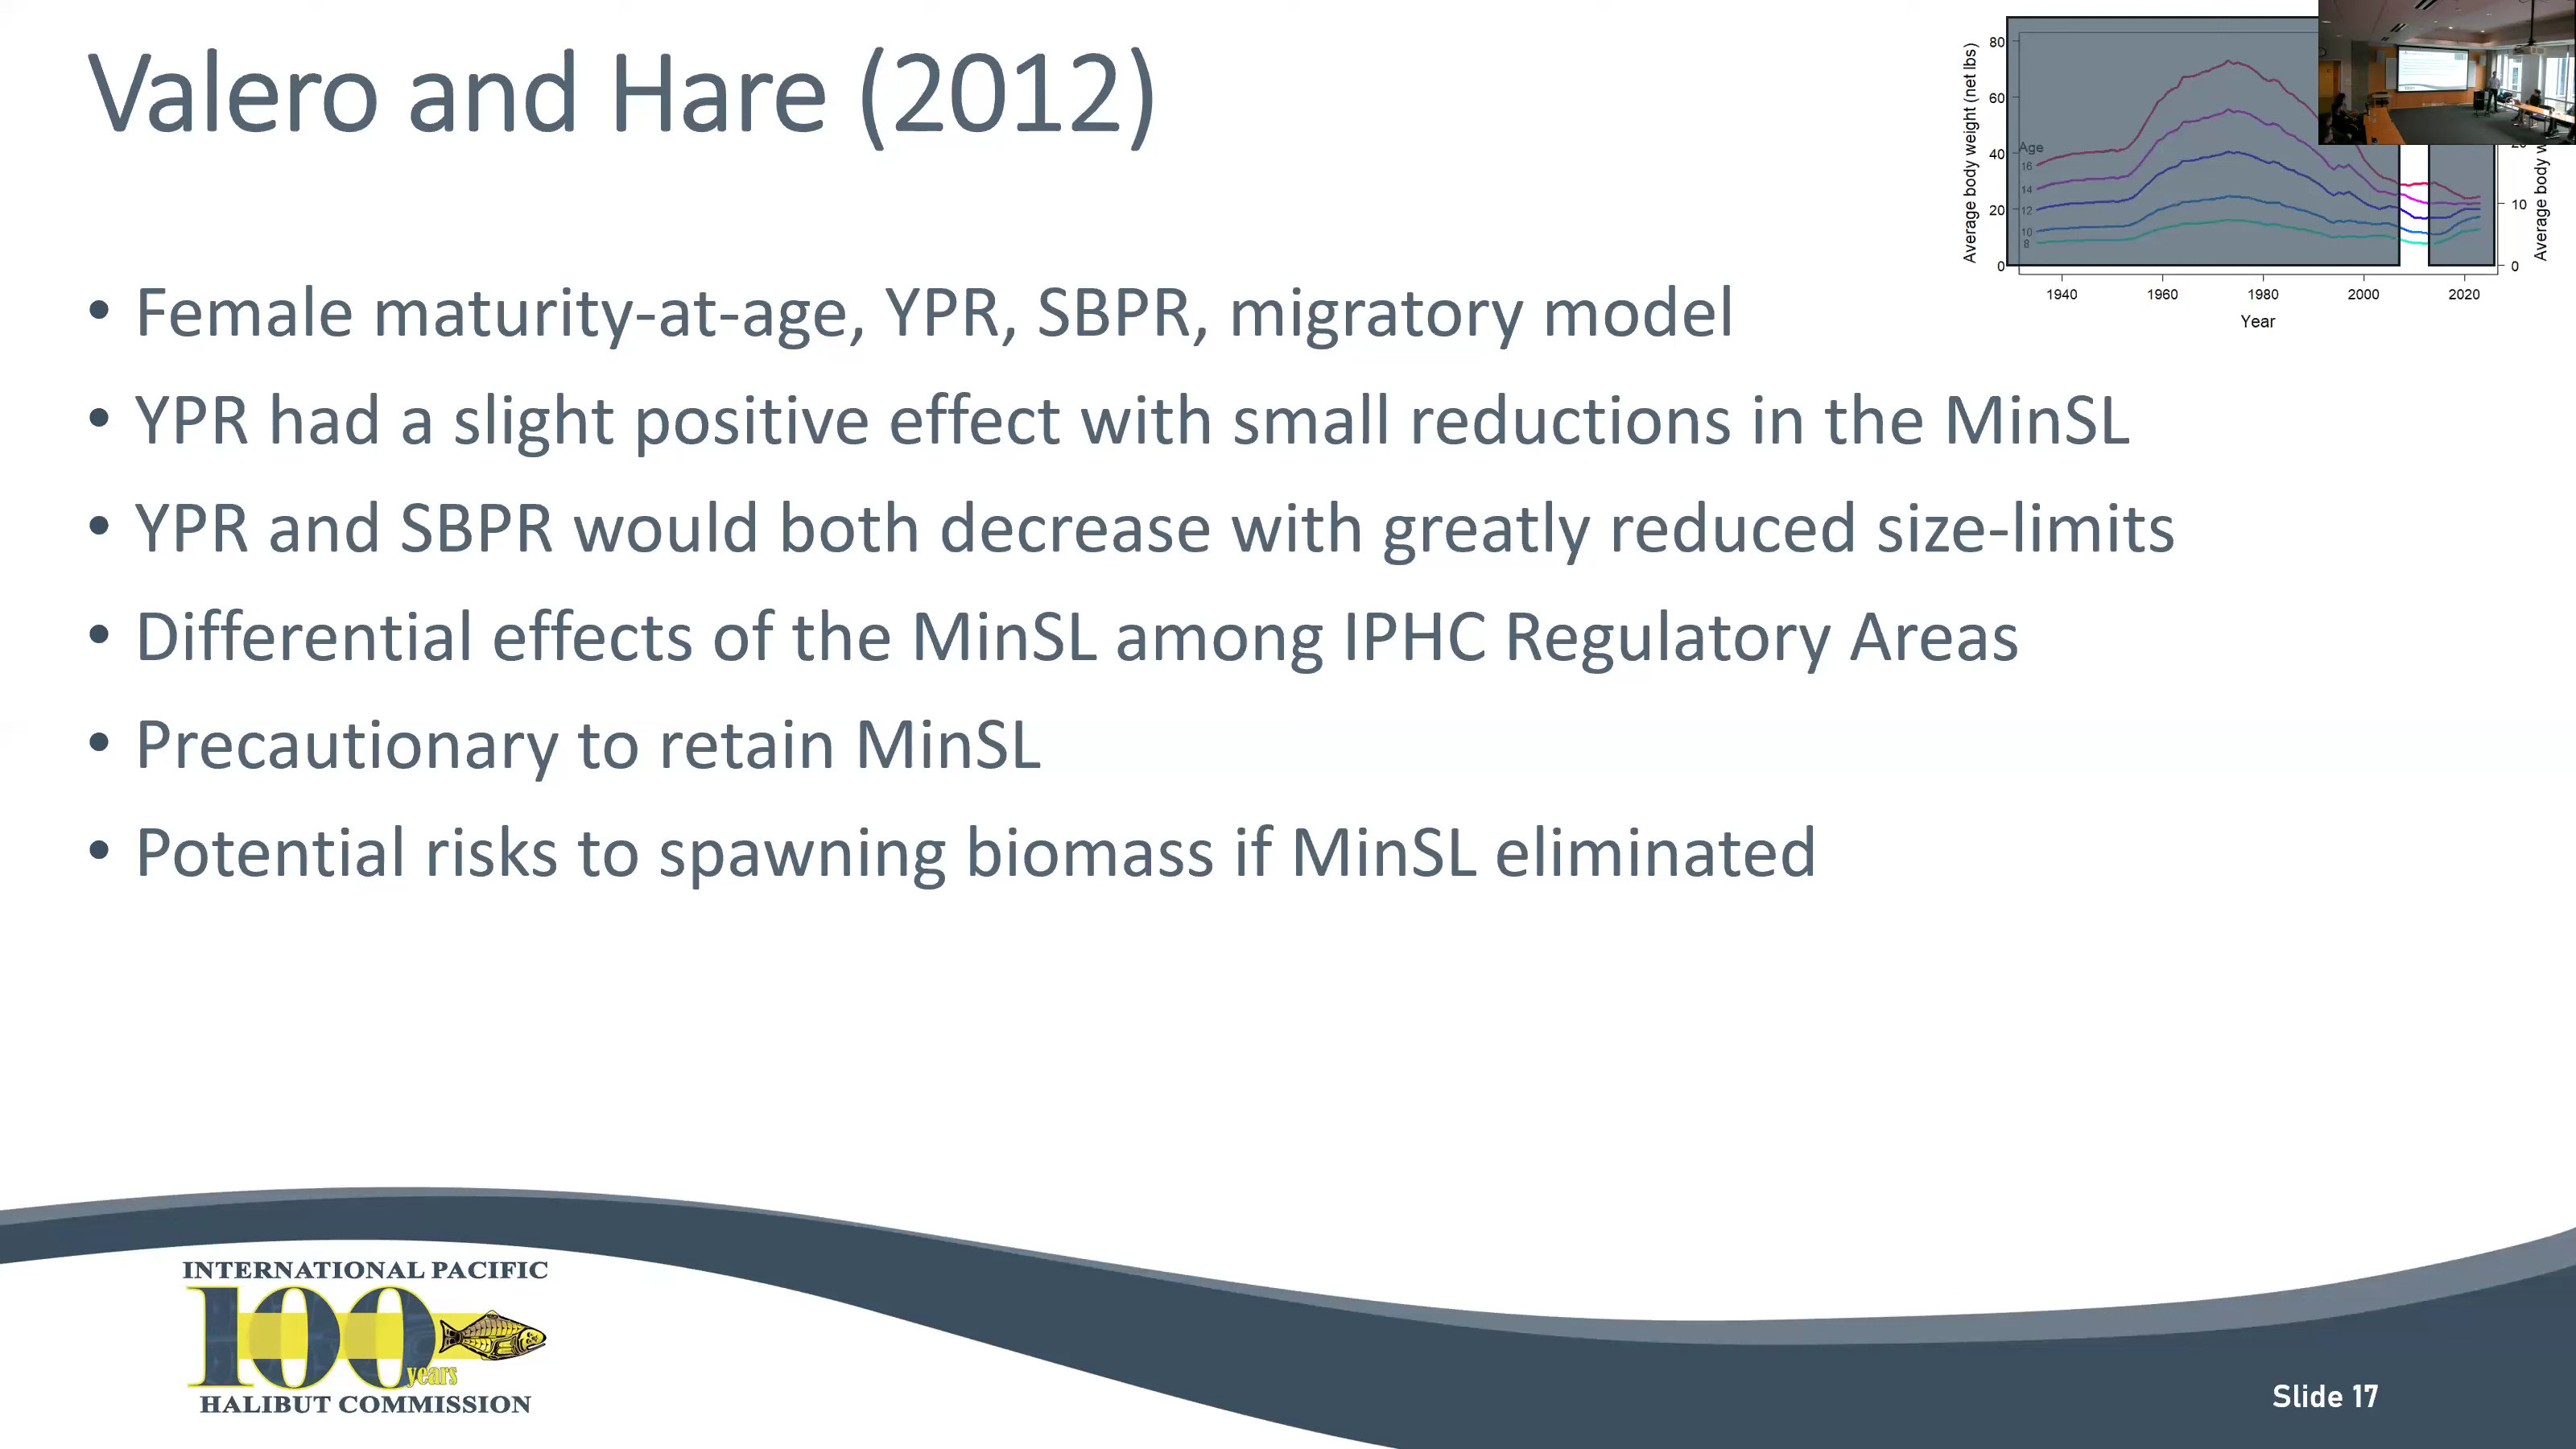 Valero and Hare (2012)
• Female maturity-at-age, YPR, SBPR, migratory model
• YPR had a slight positive effect with small reductions in the MinSL
• YPR and SBPR would both decrease with greatly reduced size-limits
• Differential effects of the MinSL among IPHC Regulatory Areas
• Precautionary to retain MinSL
• Potential risks to spawning biomass if MinSL eliminated
Average body weight (net lbs)
80
60
40
20
0
Age
16
14
12
10
8
1940
1960
1980
2000
2020
Year
10
0
Average body
INTERNATIONAL PACIFIC
100
years
HALIBUT COMMISSION
Slide 17